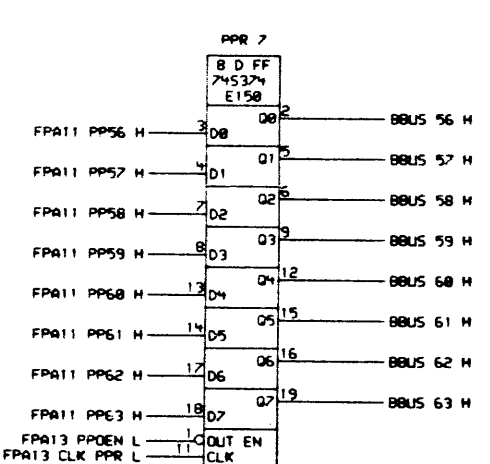 PPR 7
8 D FF
74S374
E150
FPA11 PP56 H 3 D0 Q0 2 BBUS 56 H
FPA11 PP57 H 4 D1 Q1 5 BBUS 57 H
FPA11 PP58 H 7 D2 Q2 6 BBUS 58 H
FPA11 PP59 H 8 D3 Q3 9 BBUS 59 H
FPA11 PP60 H 13 D4 Q4 12 BBUS 60 H
FPA11 PP61 H 14 D5 Q5 15 BBUS 61 H
FPA11 PP62 H 17 D6 Q6 16 BBUS 62 H
FPA11 PP63 H 18 D7 Q7 19 BBUS 63 H
FPA13 PPOEN L 1 OUT EN
FPA13 CLK PPR L 11 CLK